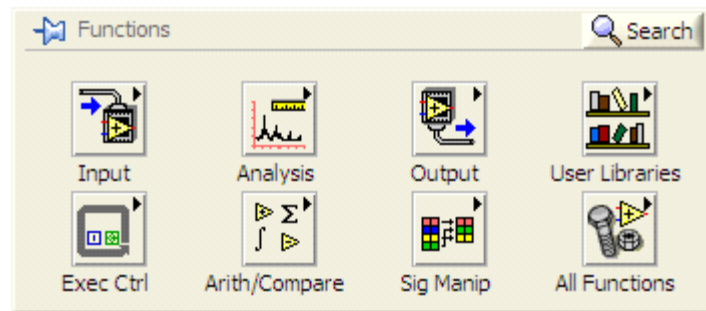 Functions Search
Input Analysis Output User Libraries
Exec Ctrl Arith/Compare Sig Manip All Functions